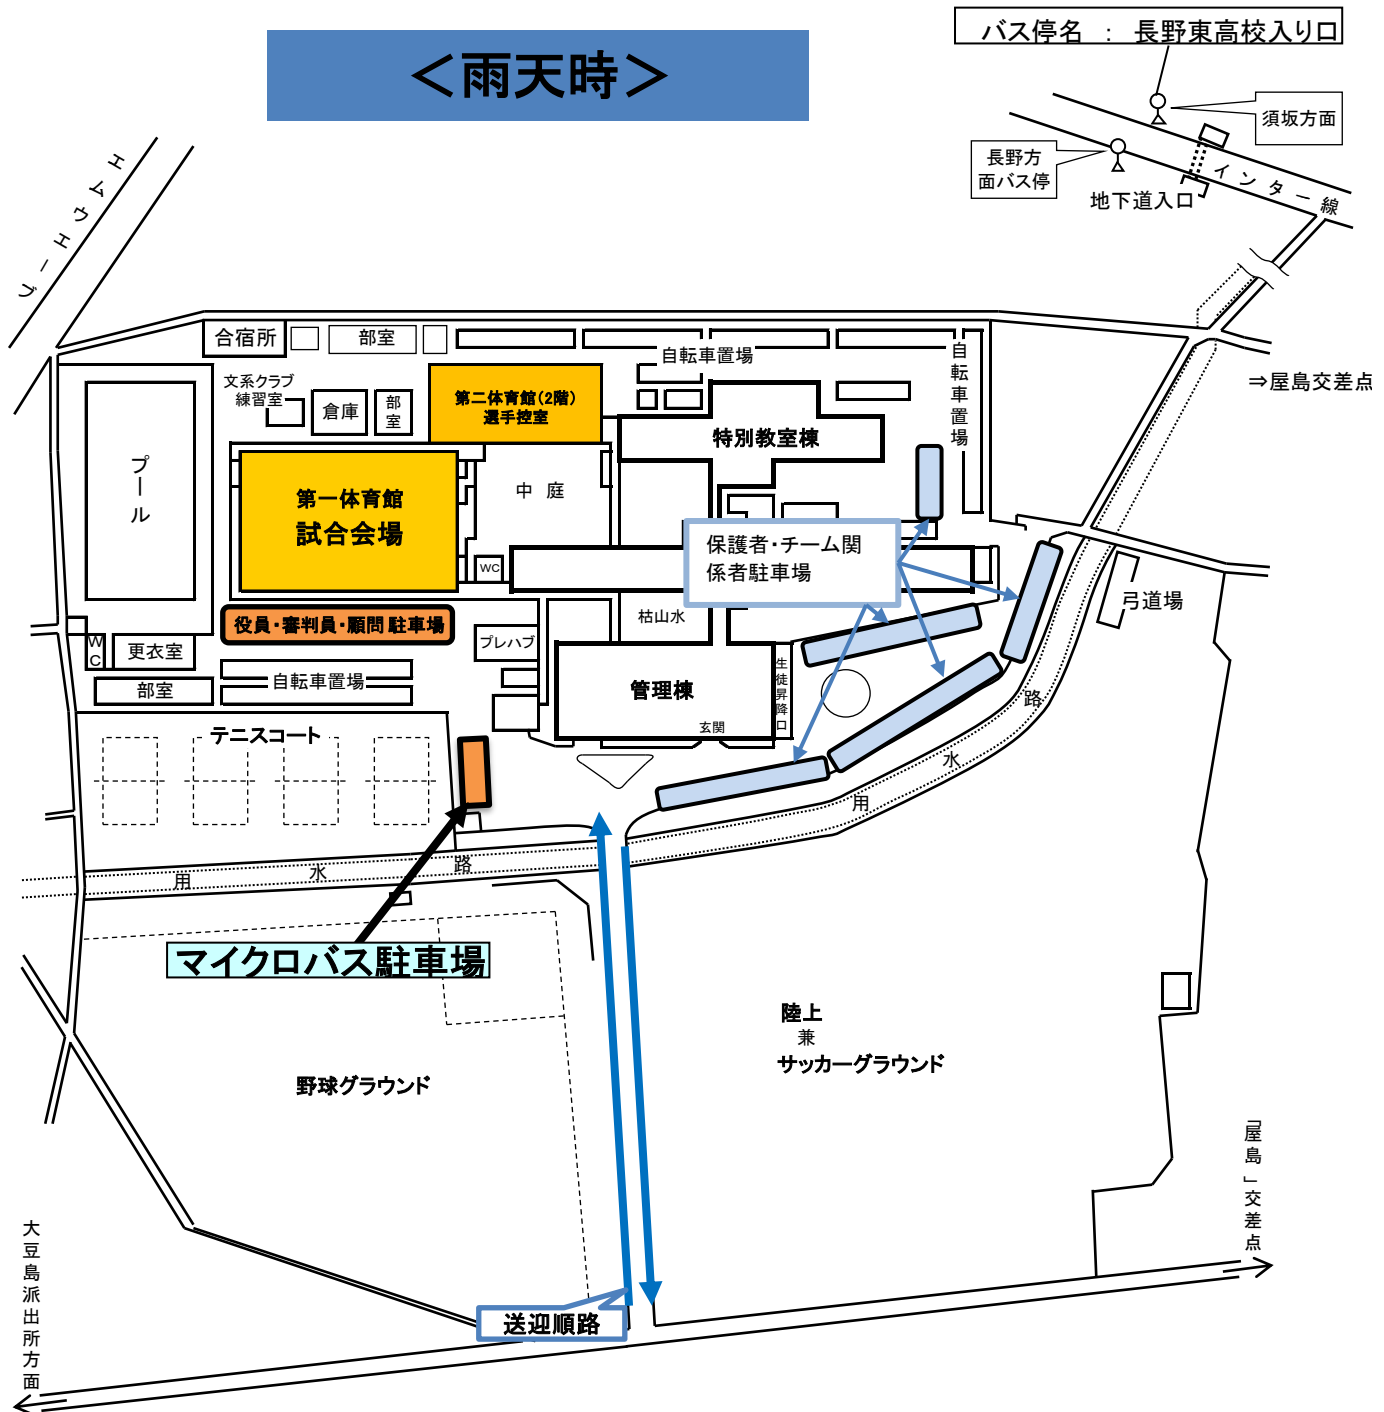 ＜雨天時＞
バス停名 ： 長野東高校入り口
須坂方面
長野方
面バス停
地下道入口
インター線
エムウエーブ
⇒屋島交差点
合宿所
部室
自転車置場
自転車置場
文系クラブ
練習室
倉庫
部室
第二体育館（２階）
選手控室
特別教室棟
プール
第一体育館
試合会場
中 庭
WC
保護者・チーム関
係者駐車場
弓道場
役員・審判員・顧問 駐車場
枯山水
プレハブ
WC
更衣室
部室
自転車置場
管理棟
玄関
生徒昇降口
テニスコート
用水路
用水路
マイクロバス駐車場
陸上
兼
サッカーグラウンド
野球グラウンド
送迎順路
「屋島」交差点
大豆島派出所方面